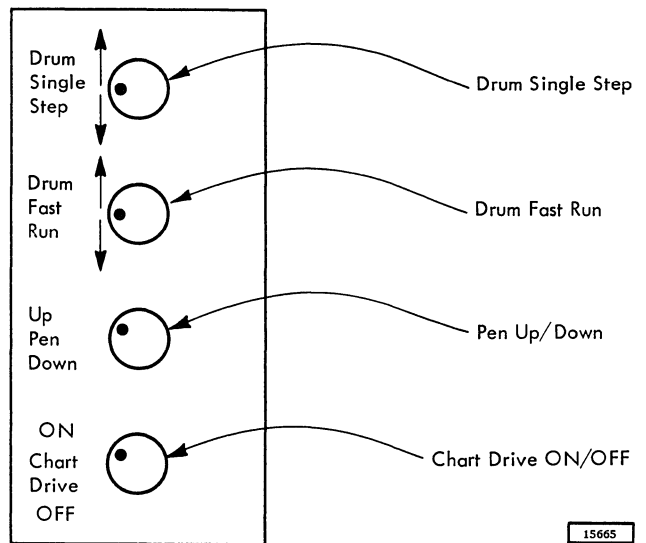 Drum
Single
Step
Drum Single Step
Drum
Fast
Run
Drum Fast Run
Up
Pen
Down
Pen Up/Down
ON
Chart
Drive
OFF
Chart Drive ON/OFF
15665